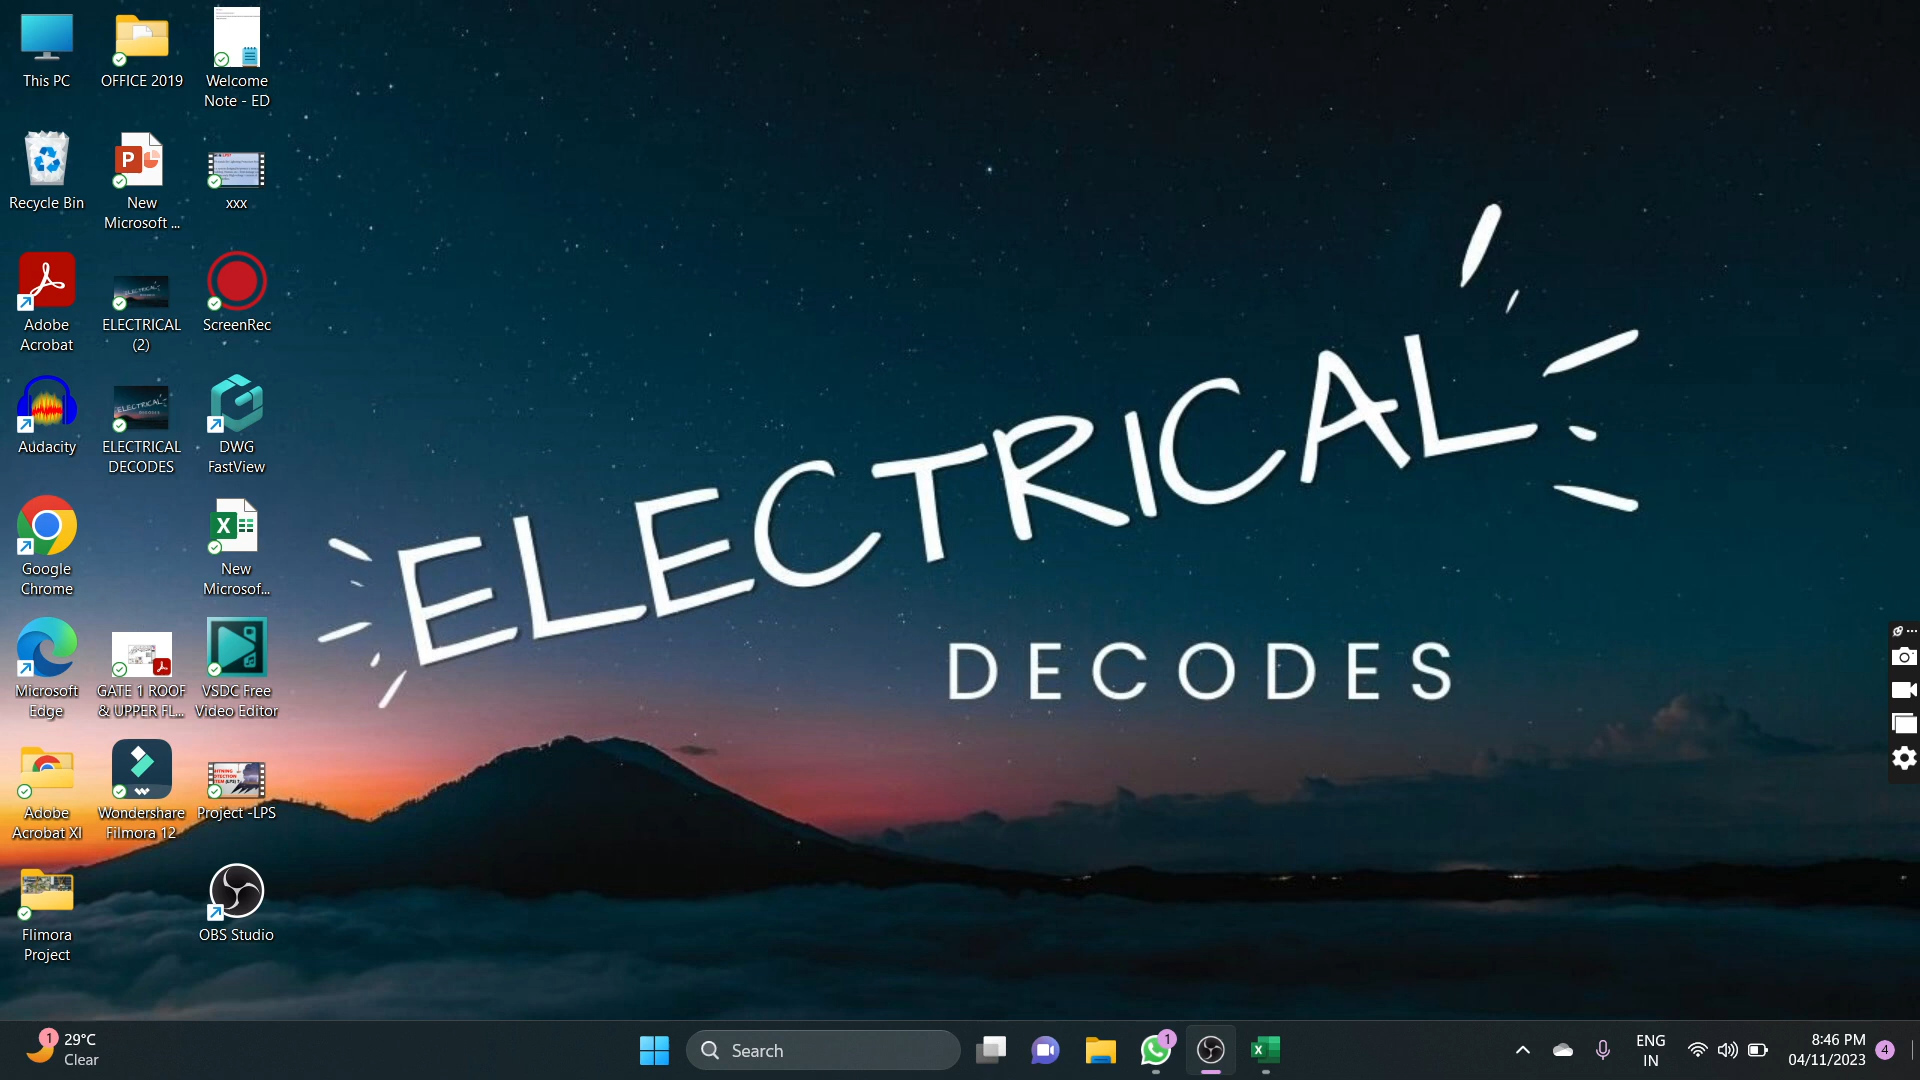 This PC
OFFICE 2019
Welcome
Note - ED
Recycle Bin
New
Microsoft ...
xxx
Adobe
Acrobat
ELECTRICAL
(2)
ScreenRec
Audacity
ELECTRICAL
DECODES
DWG
FastView
Google
Chrome
New
Microsof...
Microsoft
Edge
GATE 1 ROOF
& UPPER FL...
VSDC Free
Video Editor
Adobe
Acrobat XI
Wondershare
Filmora 12
Project -LPS
Flimora
Project
OBS Studio
ELECTRICAL
DECODES
1
29°C
Clear
Search
1
ENG
IN
8:46 PM
04/11/2023
4